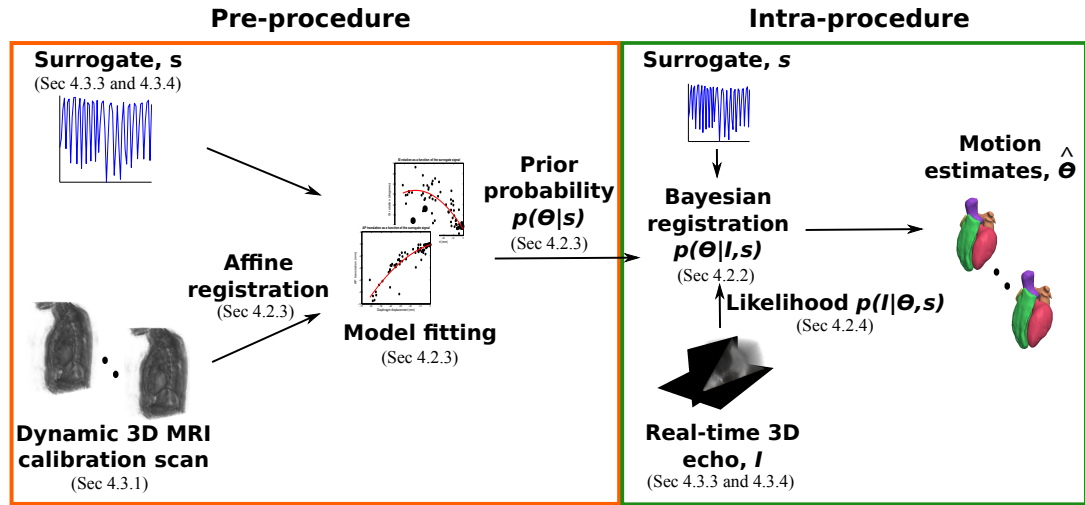 Pre-procedure
Intra-procedure
Surrogate, s
(Sec 4.3.3 and 4.3.4)
Affine
registration
(Sec 4.2.3)
Dynamic 3D MRI
calibration scan
(Sec 4.3.1)
Model fitting
(Sec 4.2.3)
Prior
probability
p(Θ|s)
(Sec 4.2.3)
Surrogate, s
Bayesian
registration
p(Θ|I,s)
(Sec 4.2.2)
Likelihood p(I|Θ,s)
(Sec 4.2.4)
Real-time 3D
echo, I
(Sec 4.3.3 and 4.3.4)
Motion
estimates, Θ̂